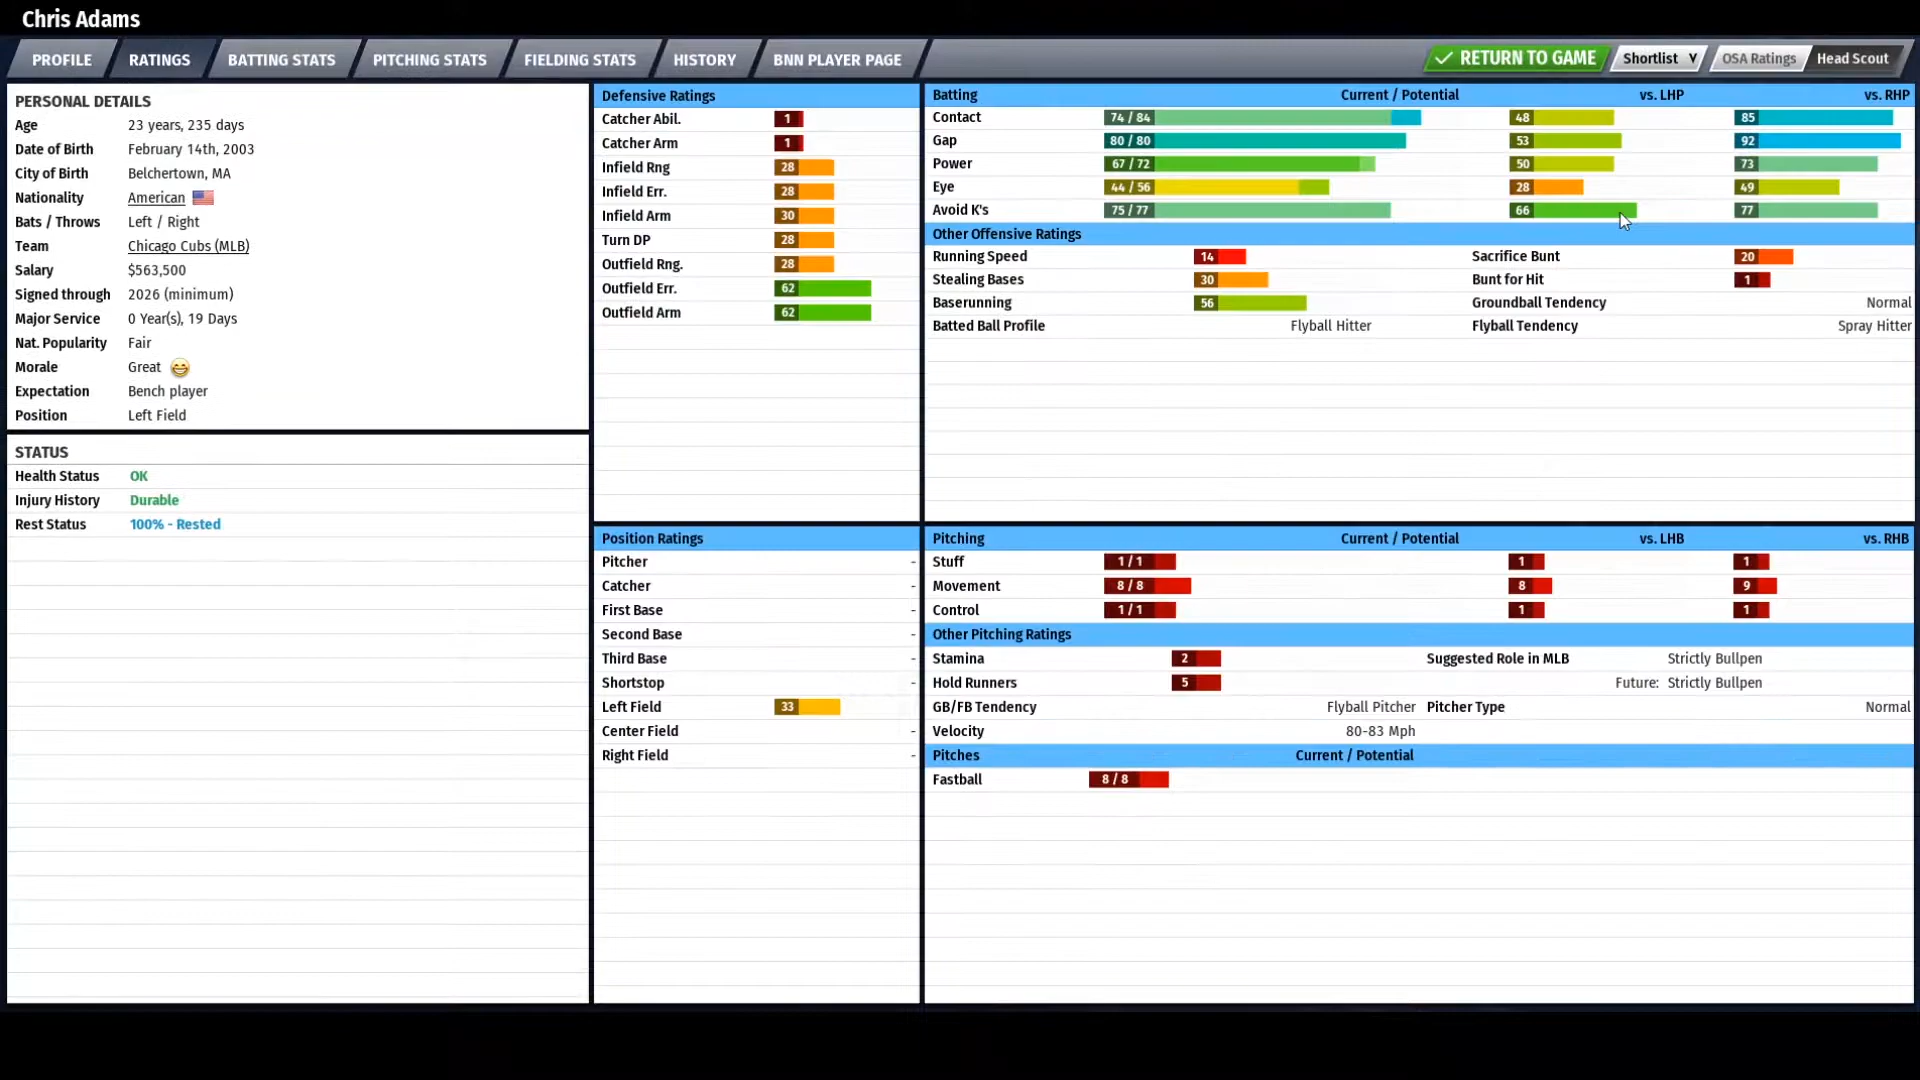 Chris Adams
PROFILE RATINGS BATTING STATS PITCHING STATS FIELDING STATS HISTORY BNN PLAYER PAGE RETURN TO GAME Shortlist V OSA Ratings Head Scout
PERSONAL DETAILS
Age 23 years, 235 days
Date of Birth February 14th, 2003
City of Birth Belchertown, MA
Nationality American
Bats / Throws Left / Right
Team Chicago Cubs (MLB)
Salary $563,500
Signed through 2026 (minimum)
Major Service 0 Year(s), 19 Days
Nat. Popularity Fair
Morale Great
Expectation Bench player
Position Left Field
STATUS
Health Status OK
Injury History Durable
Rest Status 100% - Rested
Defensive Ratings
Catcher Abil. 1
Catcher Arm 1
Infield Rng 28
Infield Err. 28
Infield Arm 30
Turn DP 28
Outfield Rng. 28
Outfield Err. 62
Outfield Arm 62
Position Ratings
Pitcher -
Catcher -
First Base -
Second Base -
Third Base -
Shortstop -
Left Field 33
Center Field -
Right Field -
Batting Current / Potential vs. LHP vs. RHP
Contact 74 / 84 48 85
Gap 80 / 80 53 92
Power 67 / 72 50 73
Eye 44 / 56 28 49
Avoid K's 75 / 77 66 77
Other Offensive Ratings
Running Speed 14 Sacrifice Bunt 20
Stealing Bases 30 Bunt for Hit 1
Baserunning 56 Groundball Tendency Normal
Batted Ball Profile Flyball Hitter Flyball Tendency Spray Hitter
Pitching Current / Potential vs. LHB vs. RHB
Stuff 1 / 1 1 1
Movement 8 / 8 8 9
Control 1 / 1 1 1
Other Pitching Ratings
Stamina 2 Suggested Role in MLB Strictly Bullpen
Hold Runners 5 Future: Strictly Bullpen
GB/FB Tendency Flyball Pitcher Pitcher Type Normal
Velocity 80-83 Mph
Pitches Current / Potential
Fastball 8 / 8